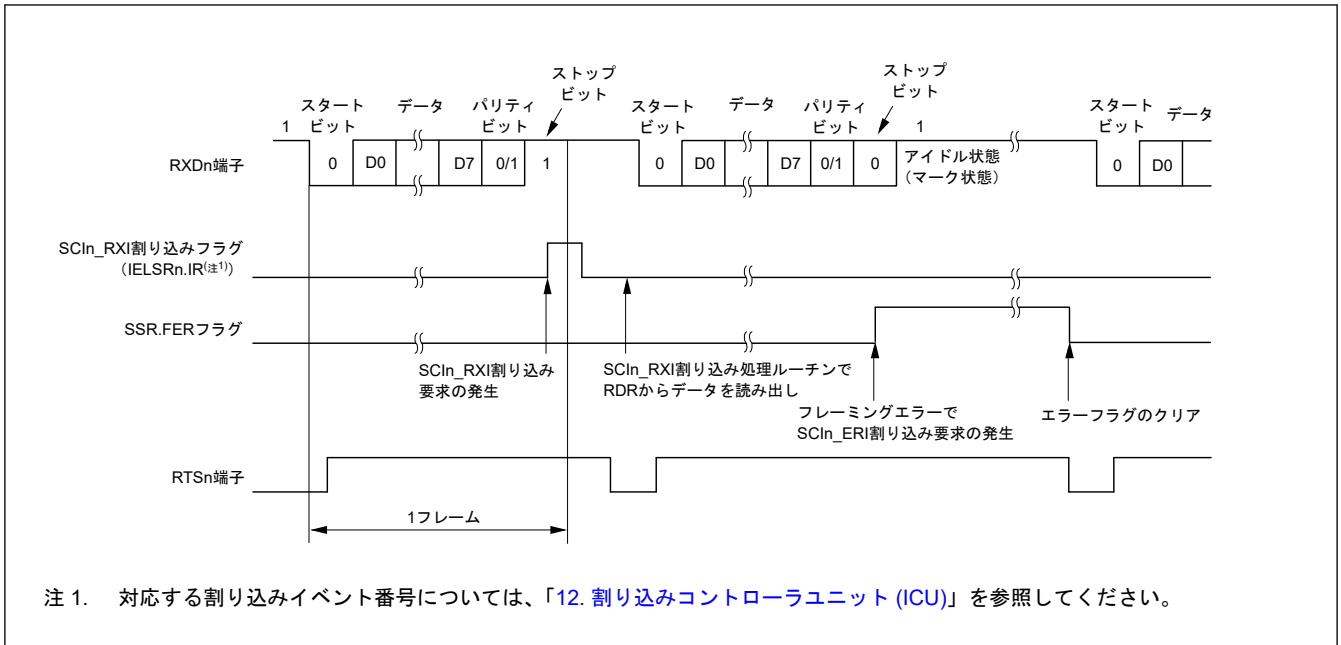 ストップ
ビット
ストップ
ビット
スタート
ビット
データ
パリティ
ビット
スタート
ビット
データ
パリティ
ビット
スタート
ビット
データ
1
1
RXDn端子
0
D0
D7
0/1
1
0
D0
D7
0/1
0
アイドル状態
（マーク状態）
0
D0
SCIn_RXI割り込みフラグ
（IELSRn.IR(注1)）
SSR.FERフラグ
SCIn_RXI割り込み
要求の発生
SCIn_RXI割り込み処理ルーチンで
RDRからデータを読み出し
フレーミングエラーで
SCIn_ERI割り込み要求の発生
エラーフラグのクリア
RTSn端子
1フレーム
注 1. 対応する割り込みイベント番号については、「12. 割り込みコントローラユニット (ICU)」を参照してください。